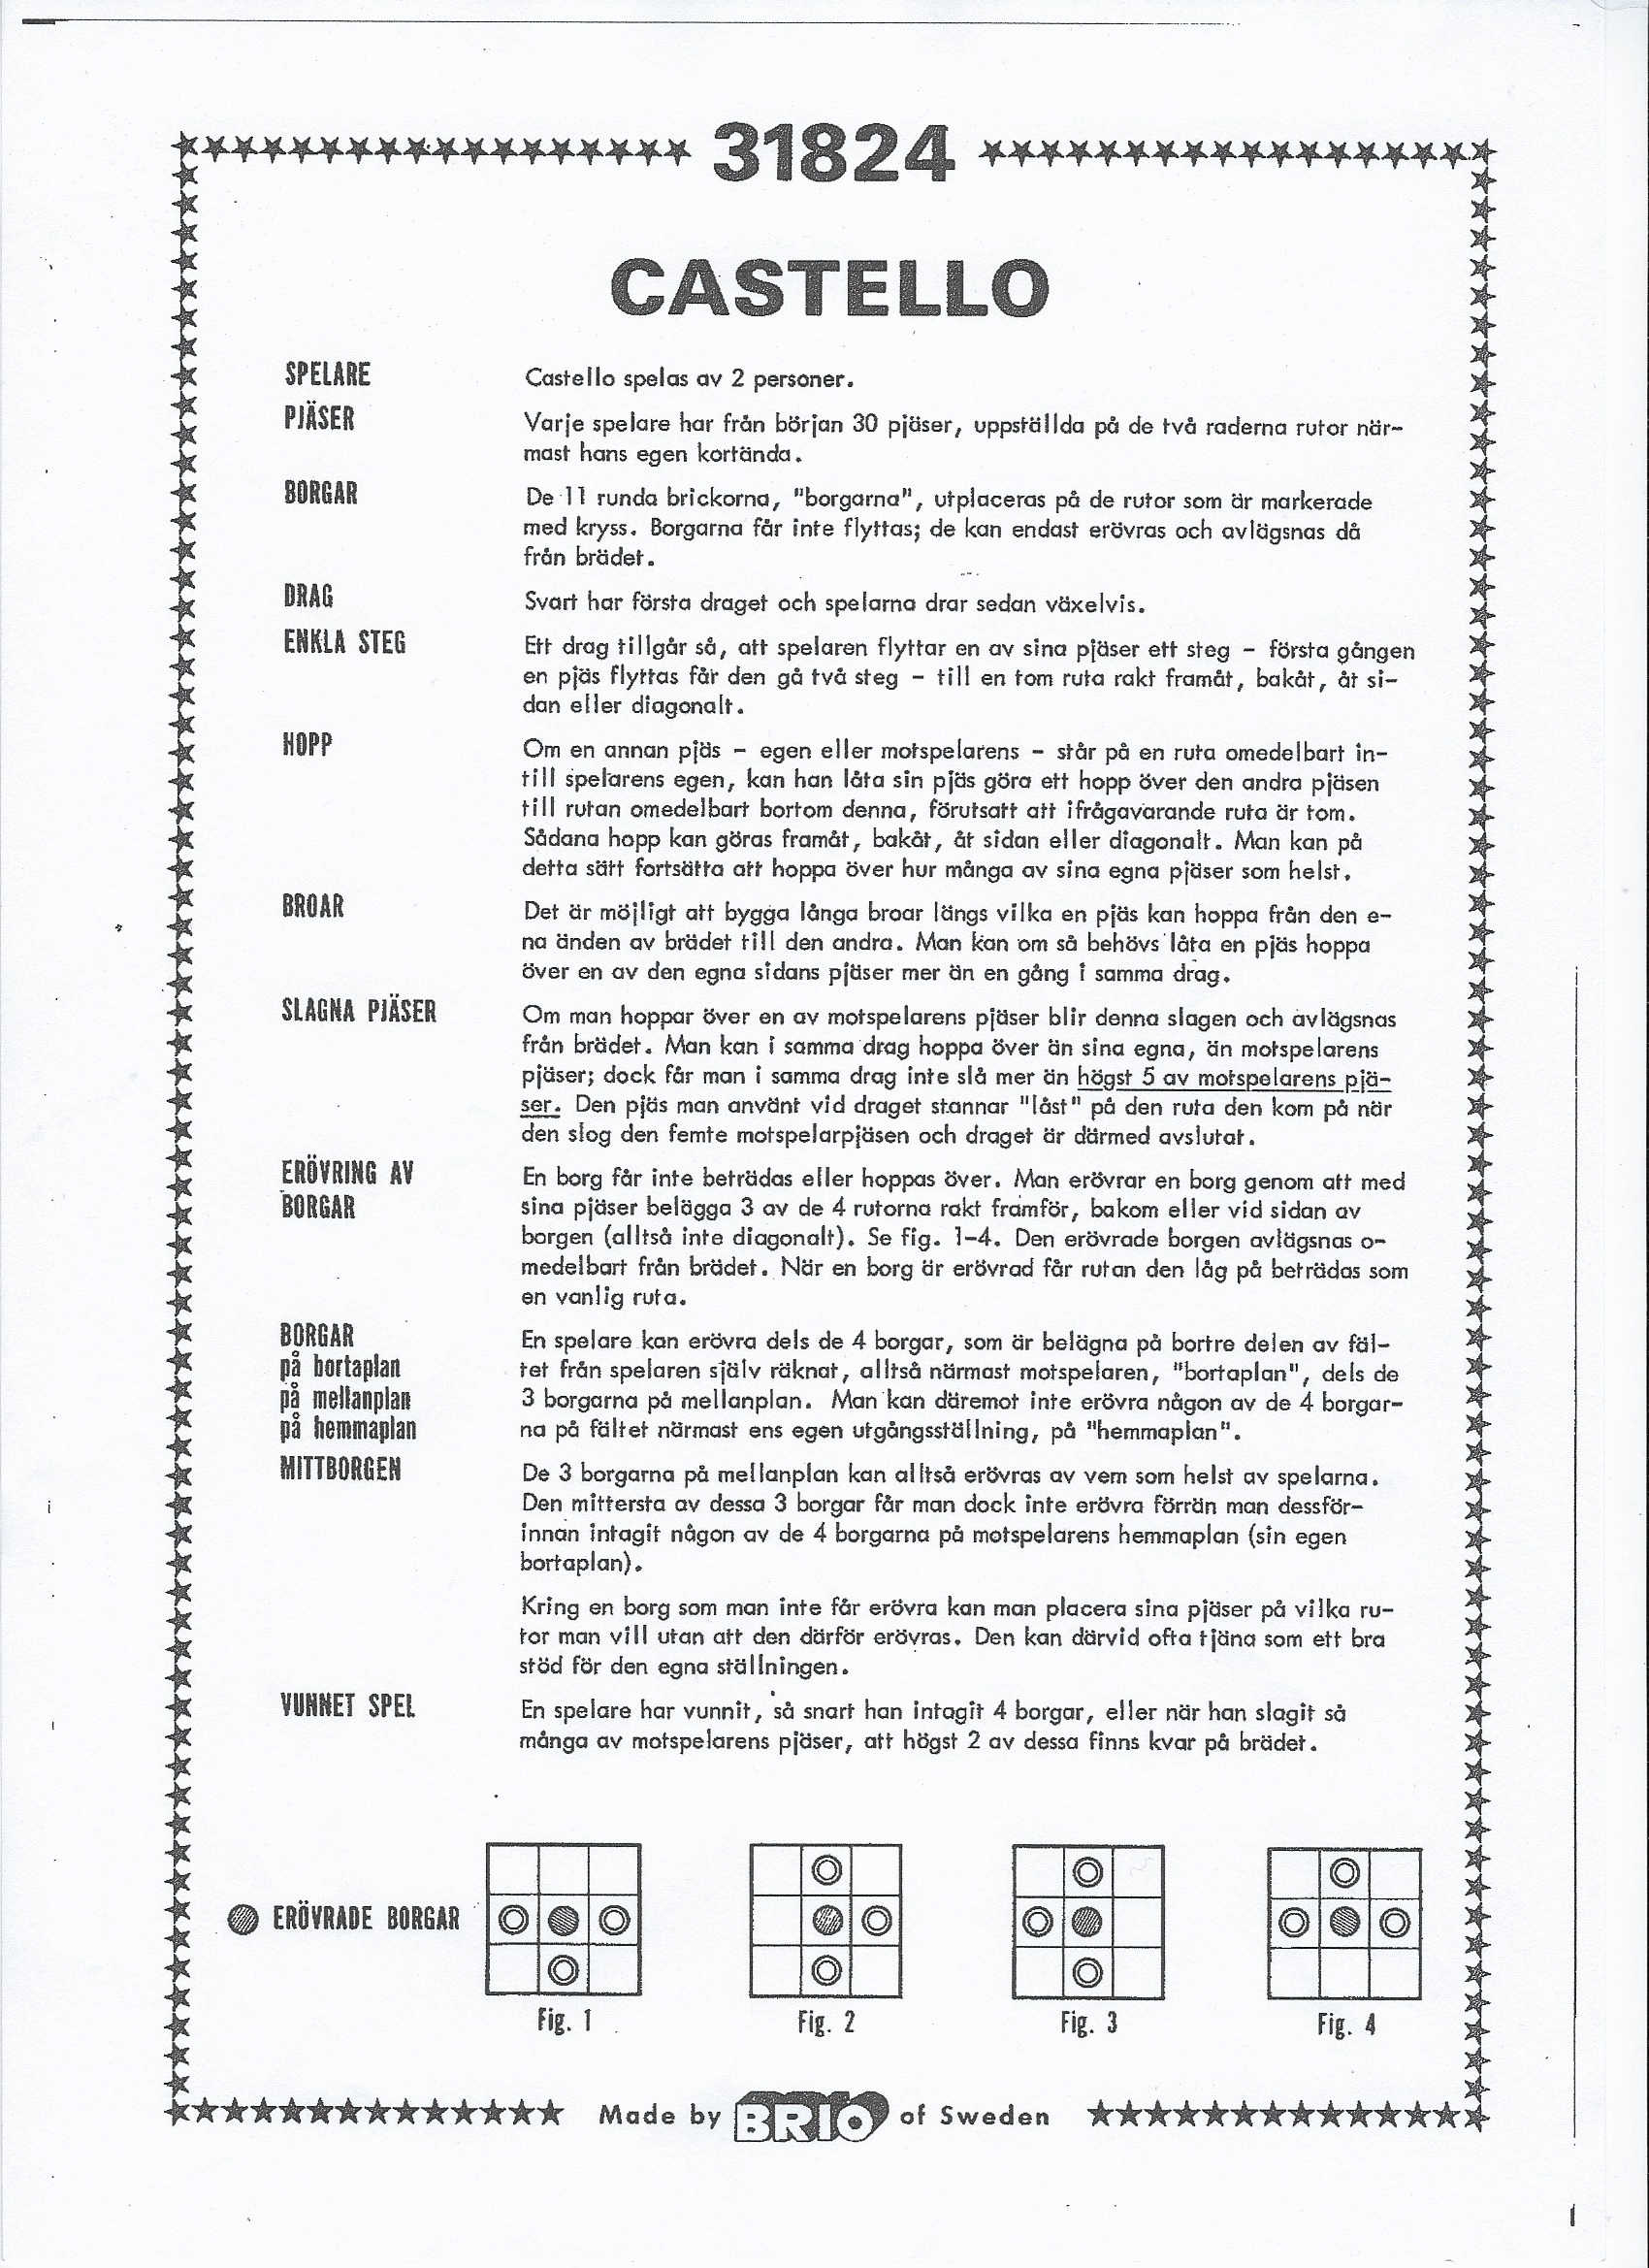 31824
CASTELLO
SPELARE
Castello spelas av 2 personer.
PJÄSER
Varje spelare har från början 30 pjäser, uppställda på de två raderna rutor när-
mast hans egen kortända.
BORGAR
De 11 runda brickorna, "borgarna", utplaceras på de rutor som är markerade
med kryss. Borgarna får inte flyttas; de kan endast erövras och avlägsnas då
från brädet.
DRAG
Svart har första draget och spelarna drar sedan växelvis.
ENKLA STEG
Ett drag tillgår så, att spelaren flyttar en av sina pjäser ett steg - första gången
en pjäs flyttas får den gå två steg - till en tom ruta rakt framåt, bakåt, åt si-
dan eller diagonalt.
HOPP
Om en annan pjäs - egen eller motspelarens - står på en ruta omedelbart in-
till spelarens egen, kan han låta sin pjäs göra ett hopp över den andra pjäsen
till rutan omedelbart bortom denna, förutsatt att ifrågavarande ruta är tom.
Sådana hopp kan göras framåt, bakåt, åt sidan eller diagonalt. Man kan på
detta sätt fortsätta att hoppa över hur många av sina egna pjäser som helst.
BROAR
Det är möjligt att bygga långa broar längs vilka en pjäs kan hoppa från den e-
na änden av brädet till den andra. Man kan om så behövs låta en pjäs hoppa
över en av den egna sidans pjäser mer än en gång i samma drag.
SLAGNA PJÄSER
Om man hoppar över en av motspelarens pjäser blir denna slagen och avlägsnas
från brädet. Man kan i samma drag hoppa över än sina egna, än motspelarens
pjäser; dock får man i samma drag inte slå mer än högst 5 av motspelarens pjä-
ser. Den pjäs man använt vid draget stannar "låst" på den ruta den kom på när
den slog den femte motspelarpjäsen och draget är därmed avslutat.
ERÖVRING AV
BORGAR
En borg får inte beträdas eller hoppas över. Man erövrar en borg genom att med
sina pjäser belägga 3 av de 4 rutorna rakt framför, bakom eller vid sidan av
borgen (alltså inte diagonalt). Se fig. 1-4. Den erövrade borgen avlägsnas o-
medelbart från brädet. När en borg är erövrad får rutan den låg på beträdas som
en vanlig ruta.
BORGAR
på bortaplan
på mellanplan
på hemmaplan
En spelare kan erövra dels de 4 borgar, som är belägna på bortre delen av fäl-
tet från spelaren själv räknat, alltså närmast motspelaren, "bortaplan", dels de
3 borgarna på mellanplan. Man kan däremot inte erövra någon av de 4 borgar-
na på fältet närmast ens egen utgångsställning, på "hemmaplan".
MITTBORGEN
De 3 borgarna på mellanplan kan alltså erövras av vem som helst av spelarna.
Den mittersta av dessa 3 borgar får man dock inte erövra förrän man dessför-
innan intagit någon av de 4 borgarna på motspelarens hemmaplan (sin egen
bortaplan).
Kring en borg som man inte får erövra kan man placera sina pjäser på vilka ru-
tor man vill utan att den därför erövras. Den kan därvid ofta tjäna som ett bra
stöd för den egna ställningen.
VUNNET SPEL
En spelare har vunnit, så snart han intagit 4 borgar, eller när han slagit så
många av motspelarens pjäser, att högst 2 av dessa finns kvar på brädet.
ERÖVRADE BORGAR
Fig. 1 Fig. 2 Fig. 3 Fig. 4
Made by BRIO of Sweden